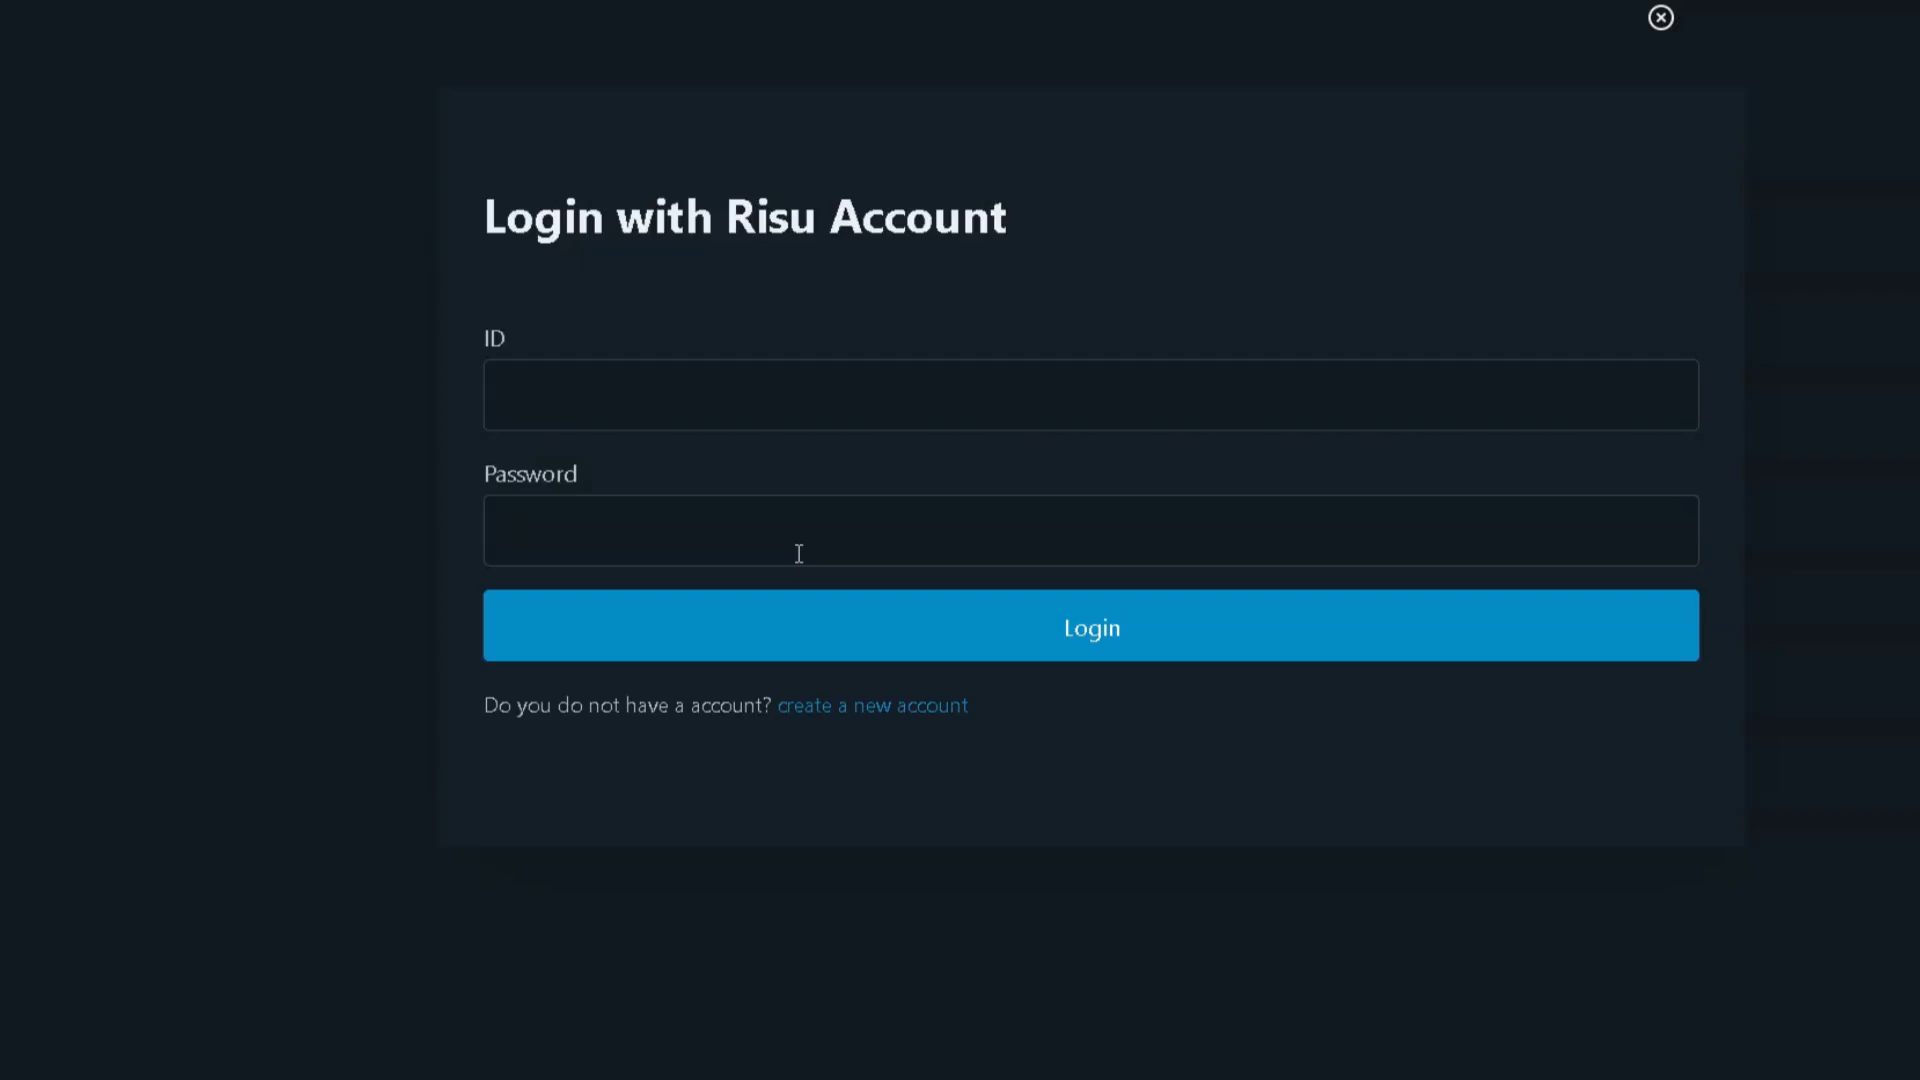 Login with Risu Account
ID
Password
Login
Do you do not have a account? create a new account